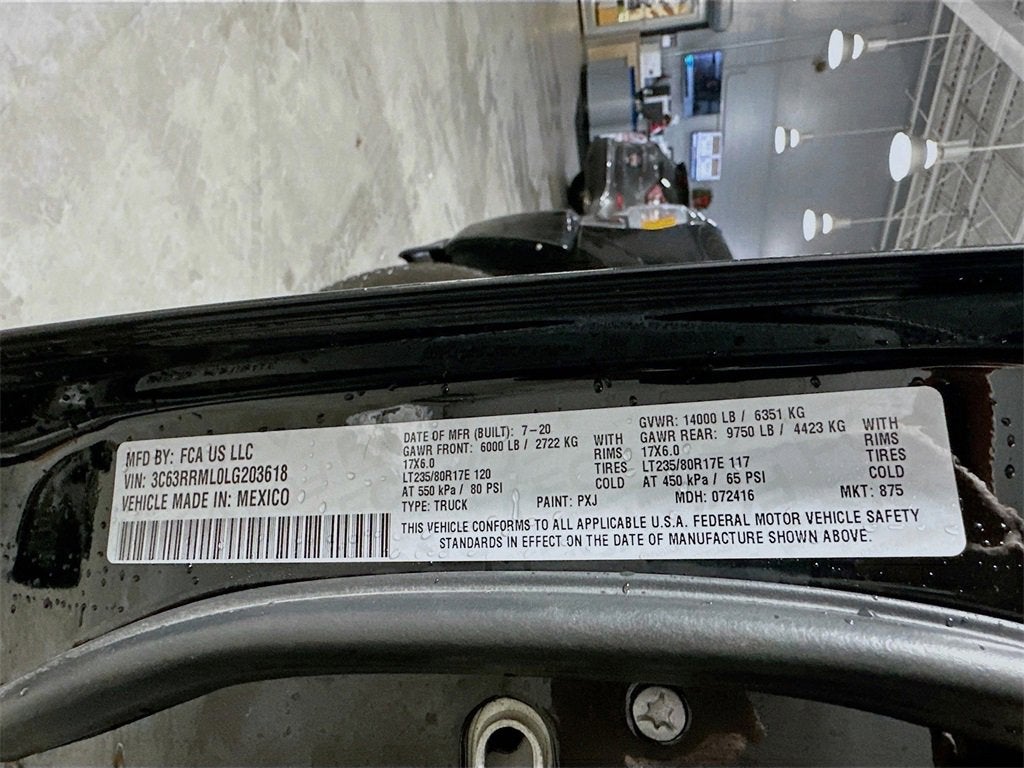 MFD BY: FCA US LLC
VIN: 3C63RRML0LG203618
VEHICLE MADE IN: MEXICO
DATE OF MFR (BUILT): 7-20
GAWR FRONT: 6000 LB / 2722 KG
17X6.0
LT235/80R17E 120
AT 550 kPa / 80 PSI
TYPE: TRUCK
WITH
RIMS
TIRES
COLD
PAINT: PXJ
GVWR: 14000 LB / 6351 KG
GAWR REAR: 9750 LB / 4423 KG
17X6.0
LT235/80R17E 117
AT 450 kPa / 65 PSI
MDH: 072416
WITH
RIMS
TIRES
COLD
MKT: 875
THIS VEHICLE CONFORMS TO ALL APPLICABLE U.S.A. FEDERAL MOTOR VEHICLE SAFETY
STANDARDS IN EFFECT ON THE DATE OF MANUFACTURE SHOWN ABOVE.